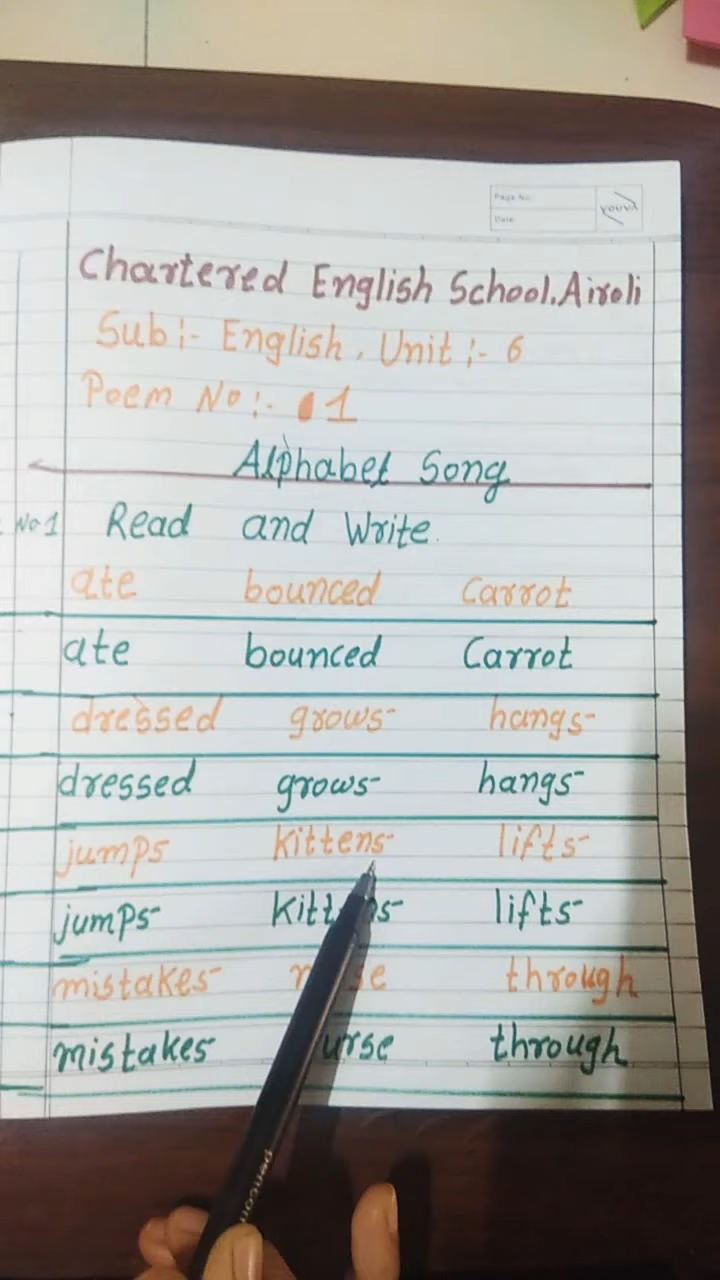 Page No:
Date:
YOUVA
Chartered English School.Airoli
Sub:- English. Unit:- 6
Poem No:- 1
Alphabet Song
No 1 Read and Write.
ate bounced Carrot
ate bounced Carrot
dressed grows- hangs-
dressed grows- hangs-
jumps kittens- lifts-
jumps- lifts-
mistakes- through
mistakes- through